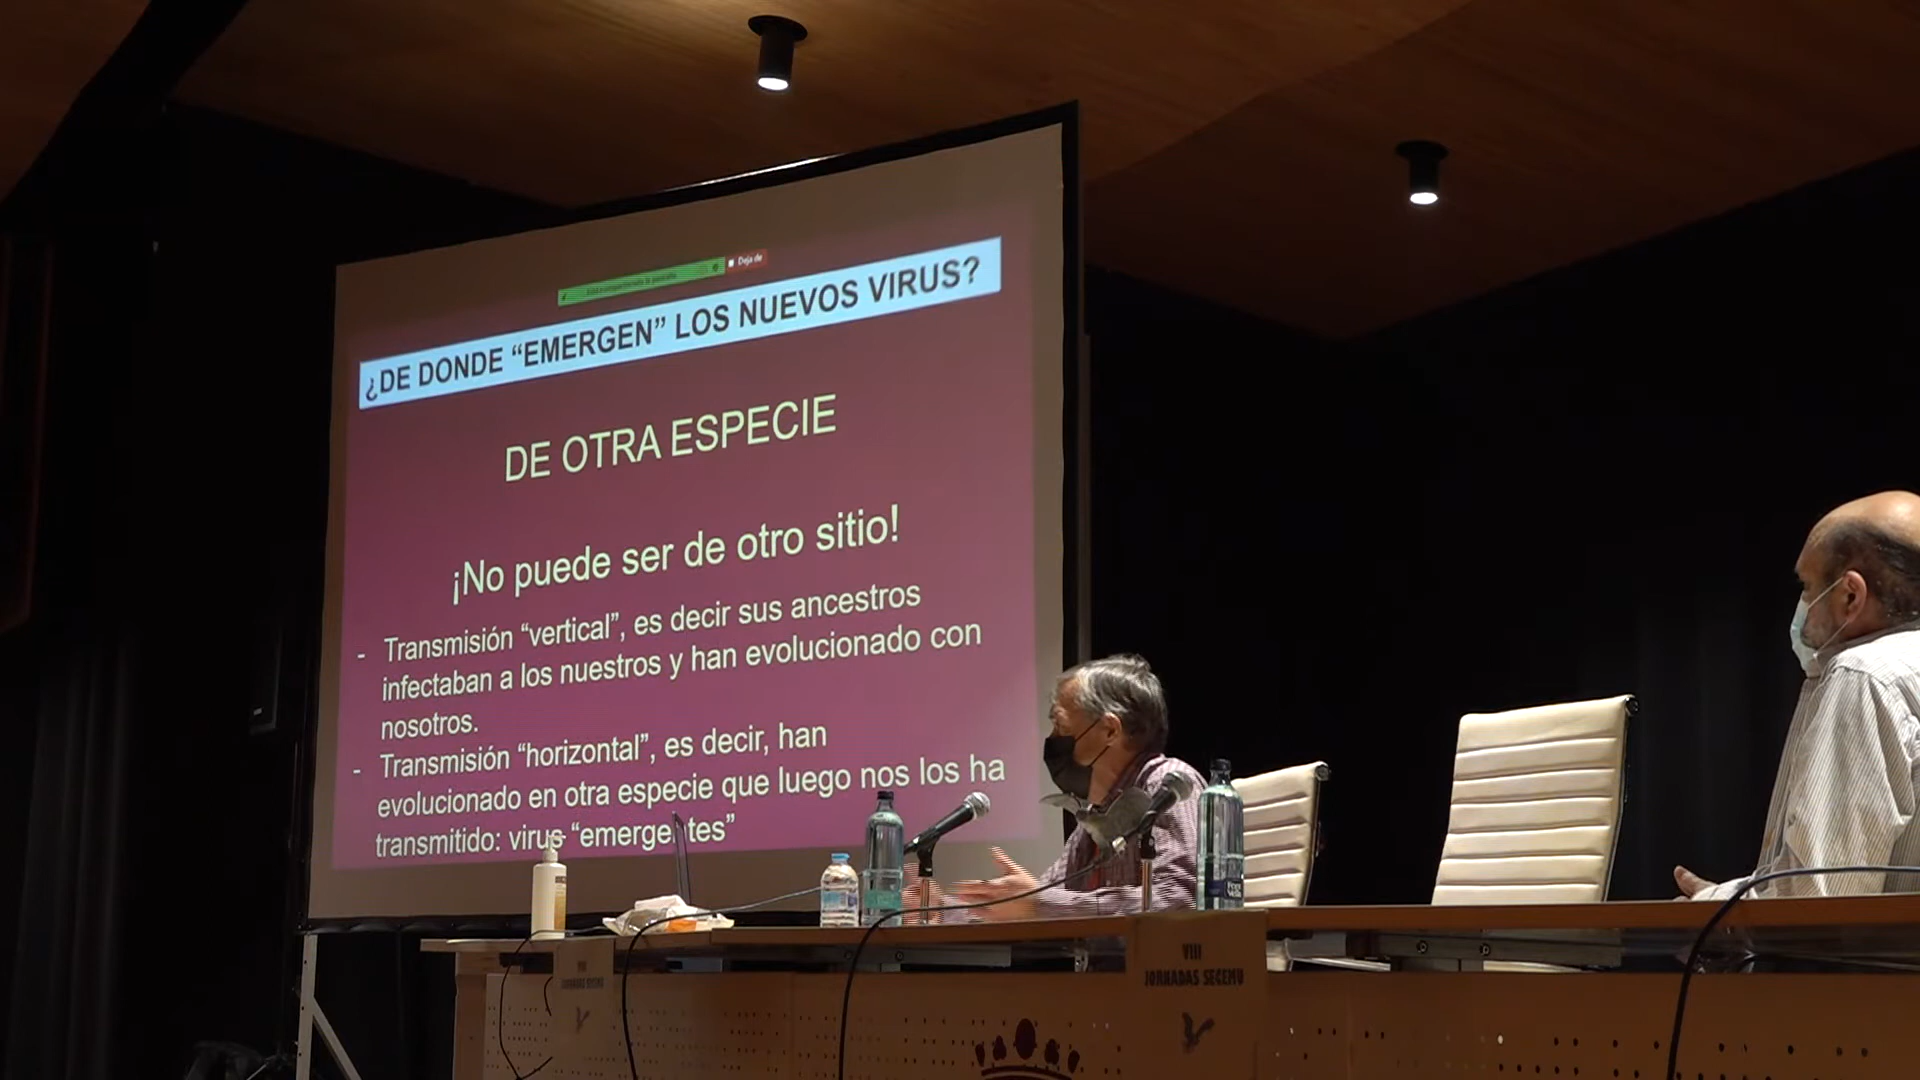 Deja de
¿DE DONDE “EMERGEN” LOS NUEVOS VIRUS?
DE OTRA ESPECIE
¡No puede ser de otro sitio!
- Transmisión “vertical”, es decir sus ancestros
infectaban a los nuestros y han evolucionado con
nosotros.
- Transmisión “horizontal”, es decir, han
evolucionado en otra especie que luego nos los ha
transmitido: virus “emergentes”
VIII
JORNADAS SECEMU